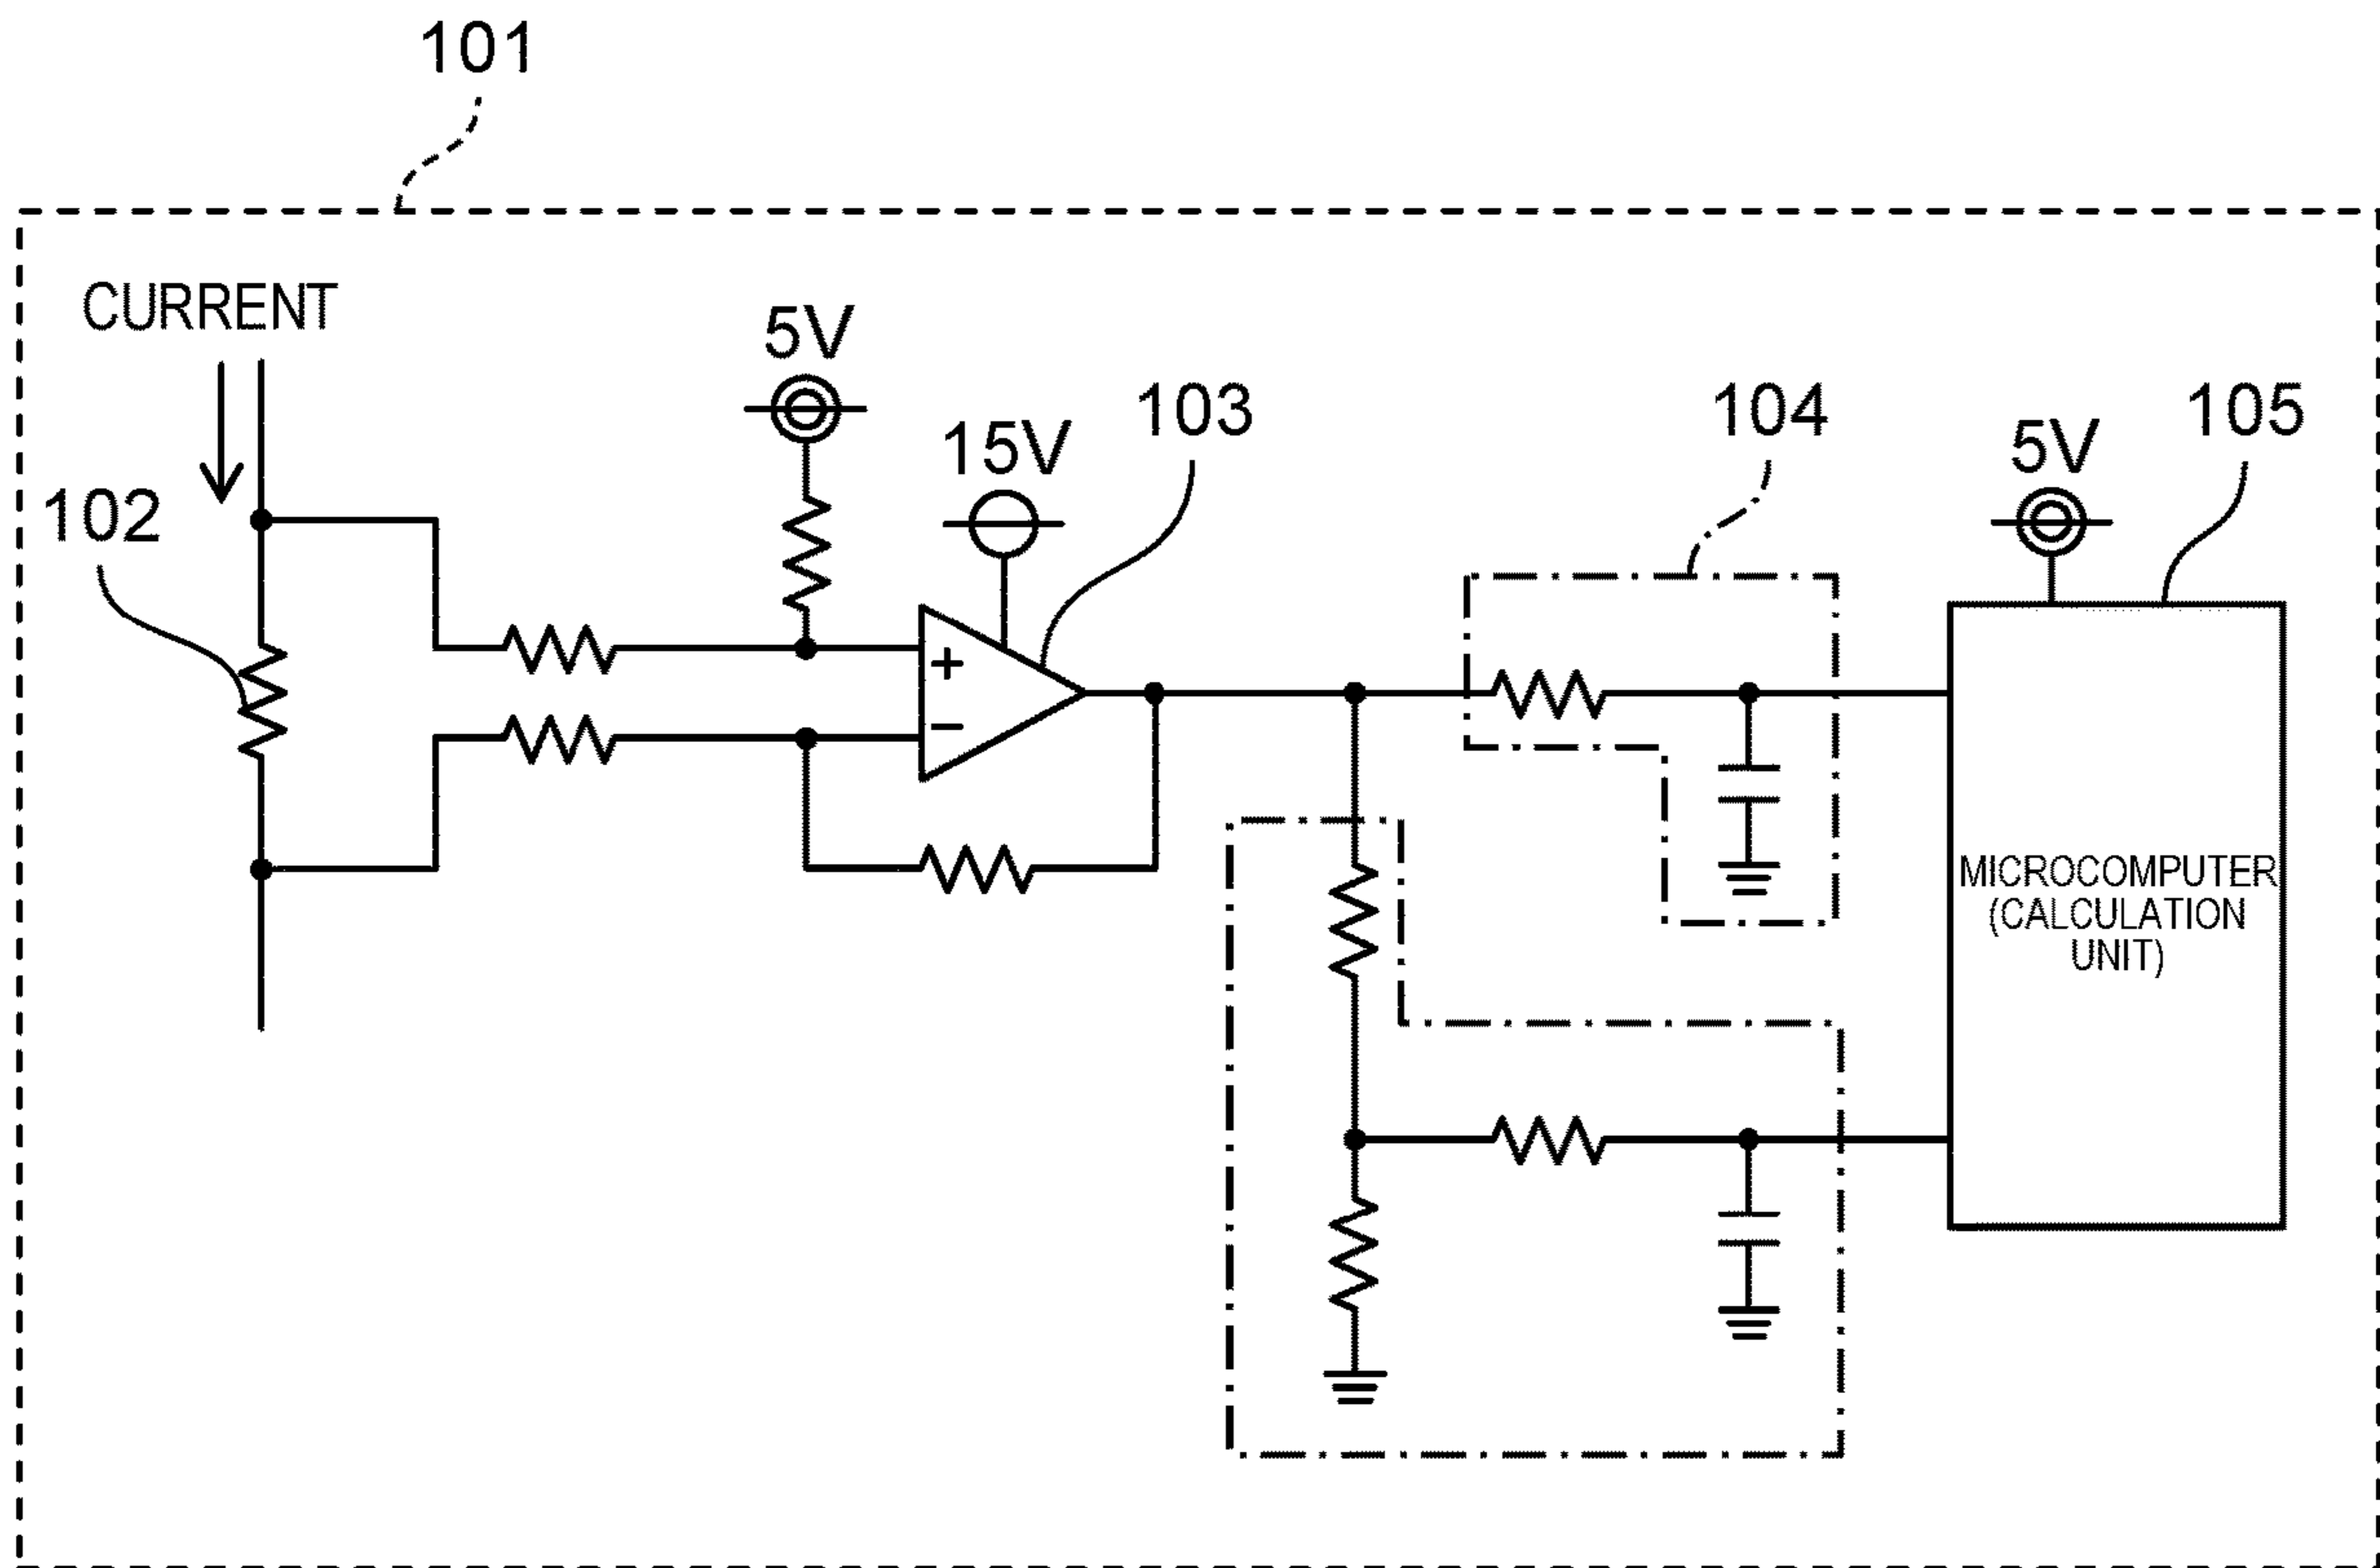 101
CURRENT
5V
15V
103
104
5V
105
102
+
−
MICROCOMPUTER
(CALCULATION
UNIT)